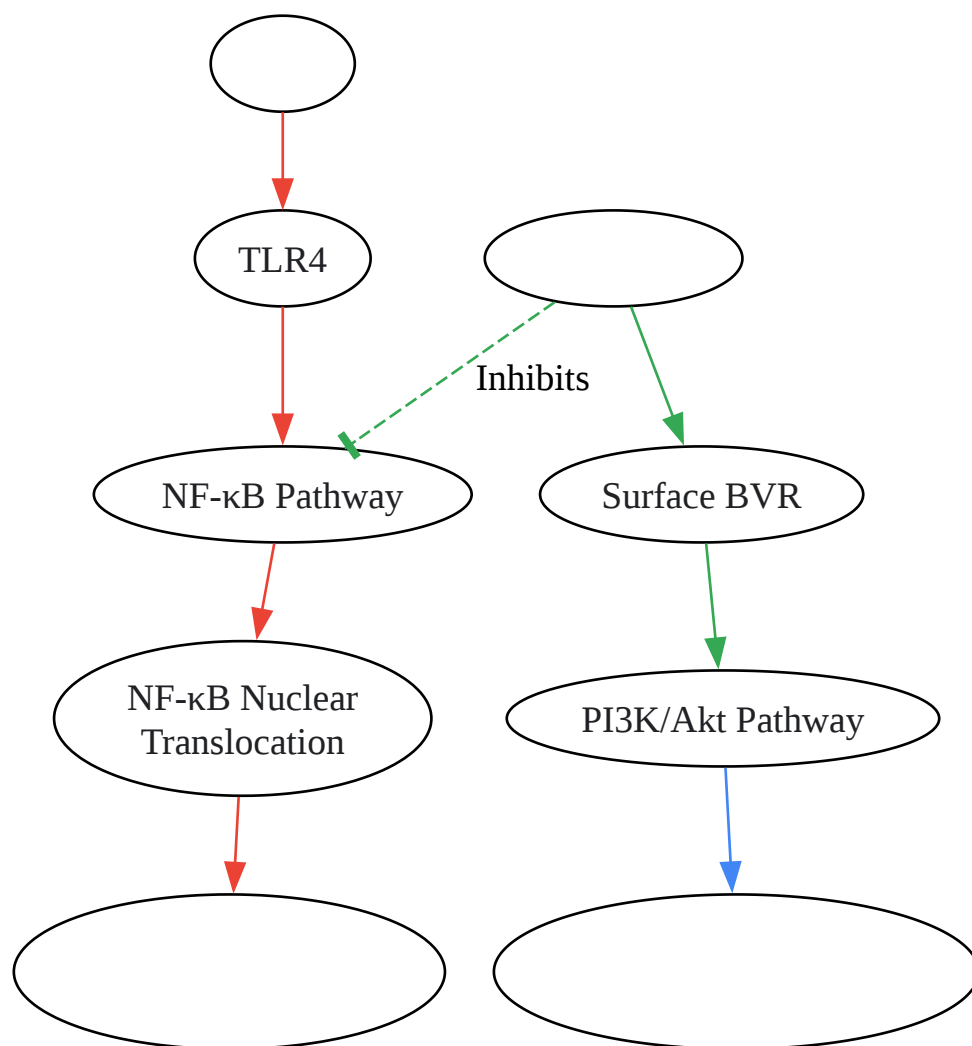 TLR4
Inhibits
NF-κB Pathway
Surface BVR
NF-κB Nuclear
Translocation
PI3K/Akt Pathway